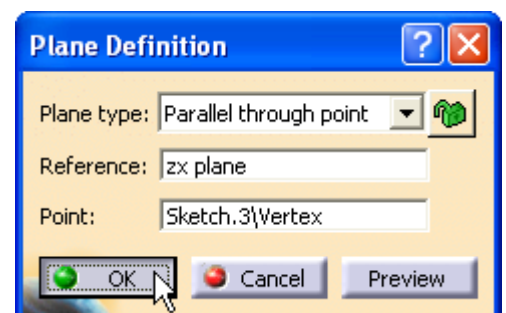 Plane Definition ?
Plane type: Parallel through point
Reference: zx plane
Point: Sketch.3\Vertex
OK Cancel Preview